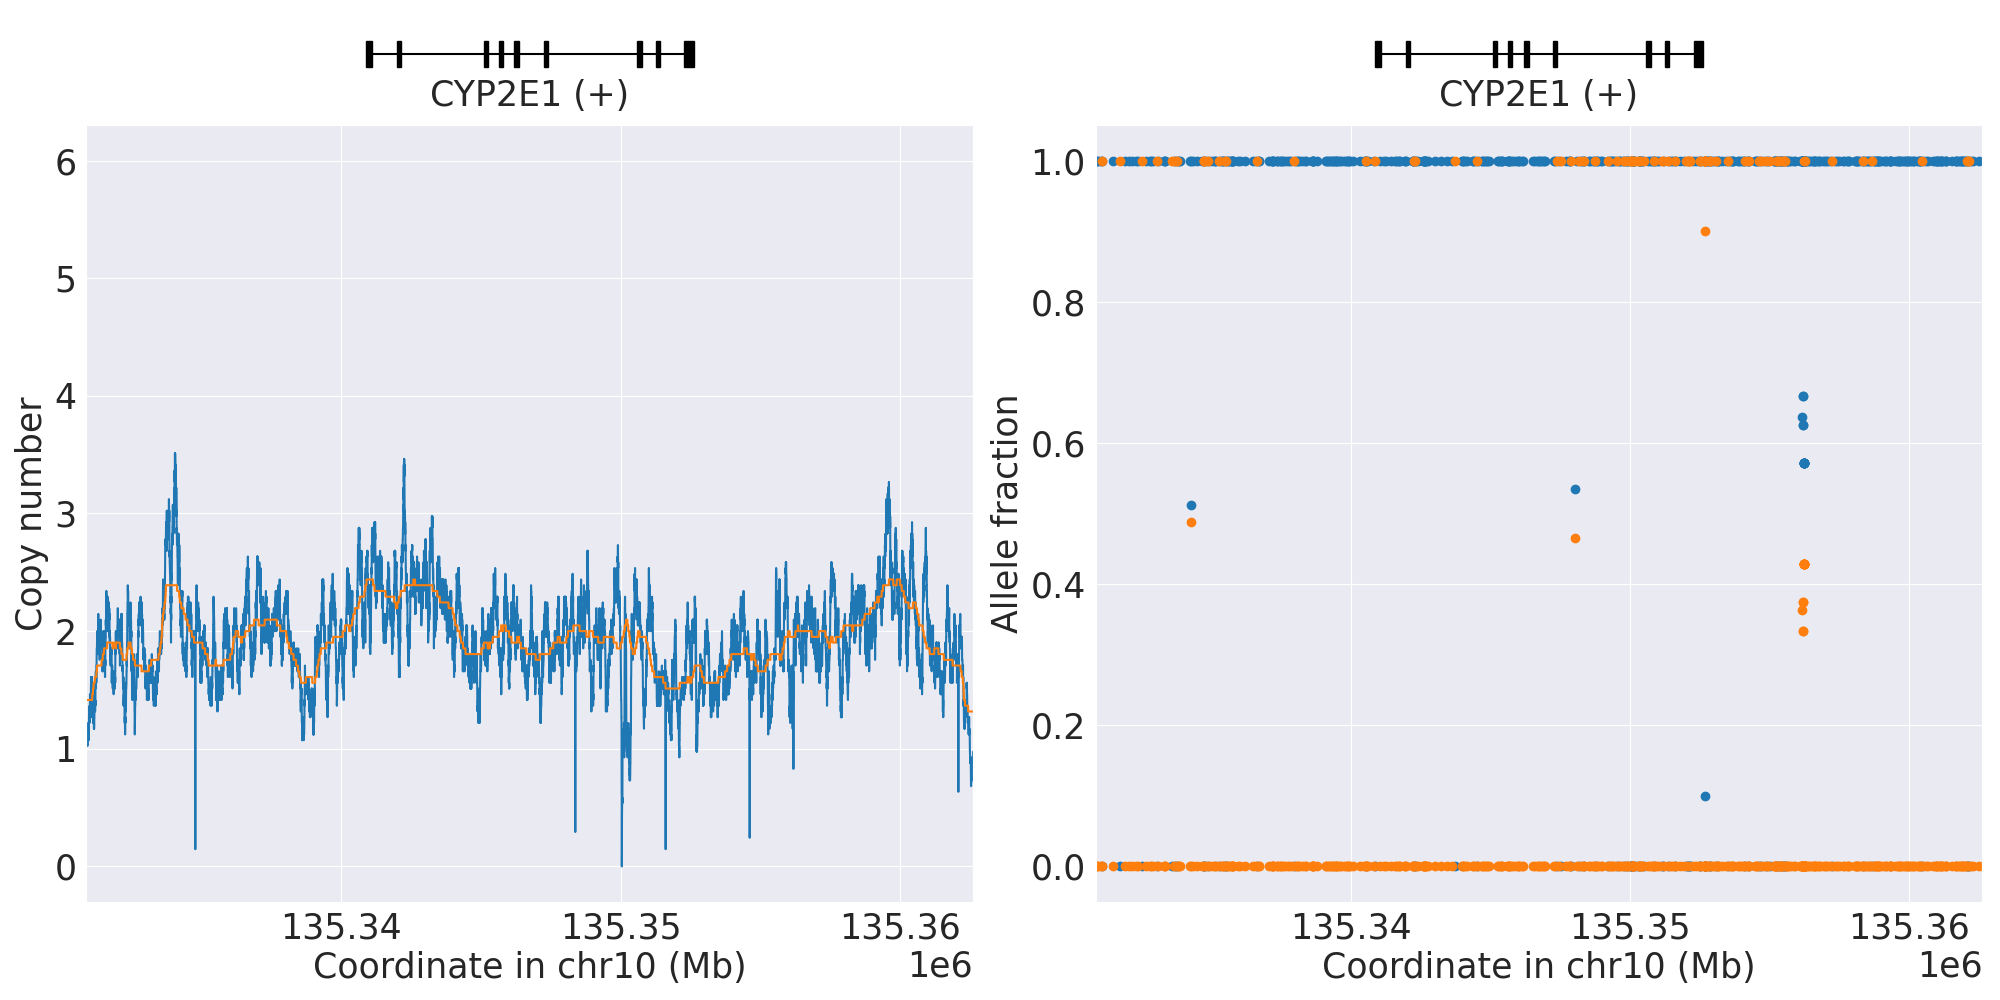 CYP2E1 (+)
Copy number
6
5
4
3
2
1
0
135.34
135.35
135.36
Coordinate in chr10 (Mb)
1e6
CYP2E1 (+)
Allele fraction
1.0
0.8
0.6
0.4
0.2
0.0
135.34
135.35
135.36
Coordinate in chr10 (Mb)
1e6